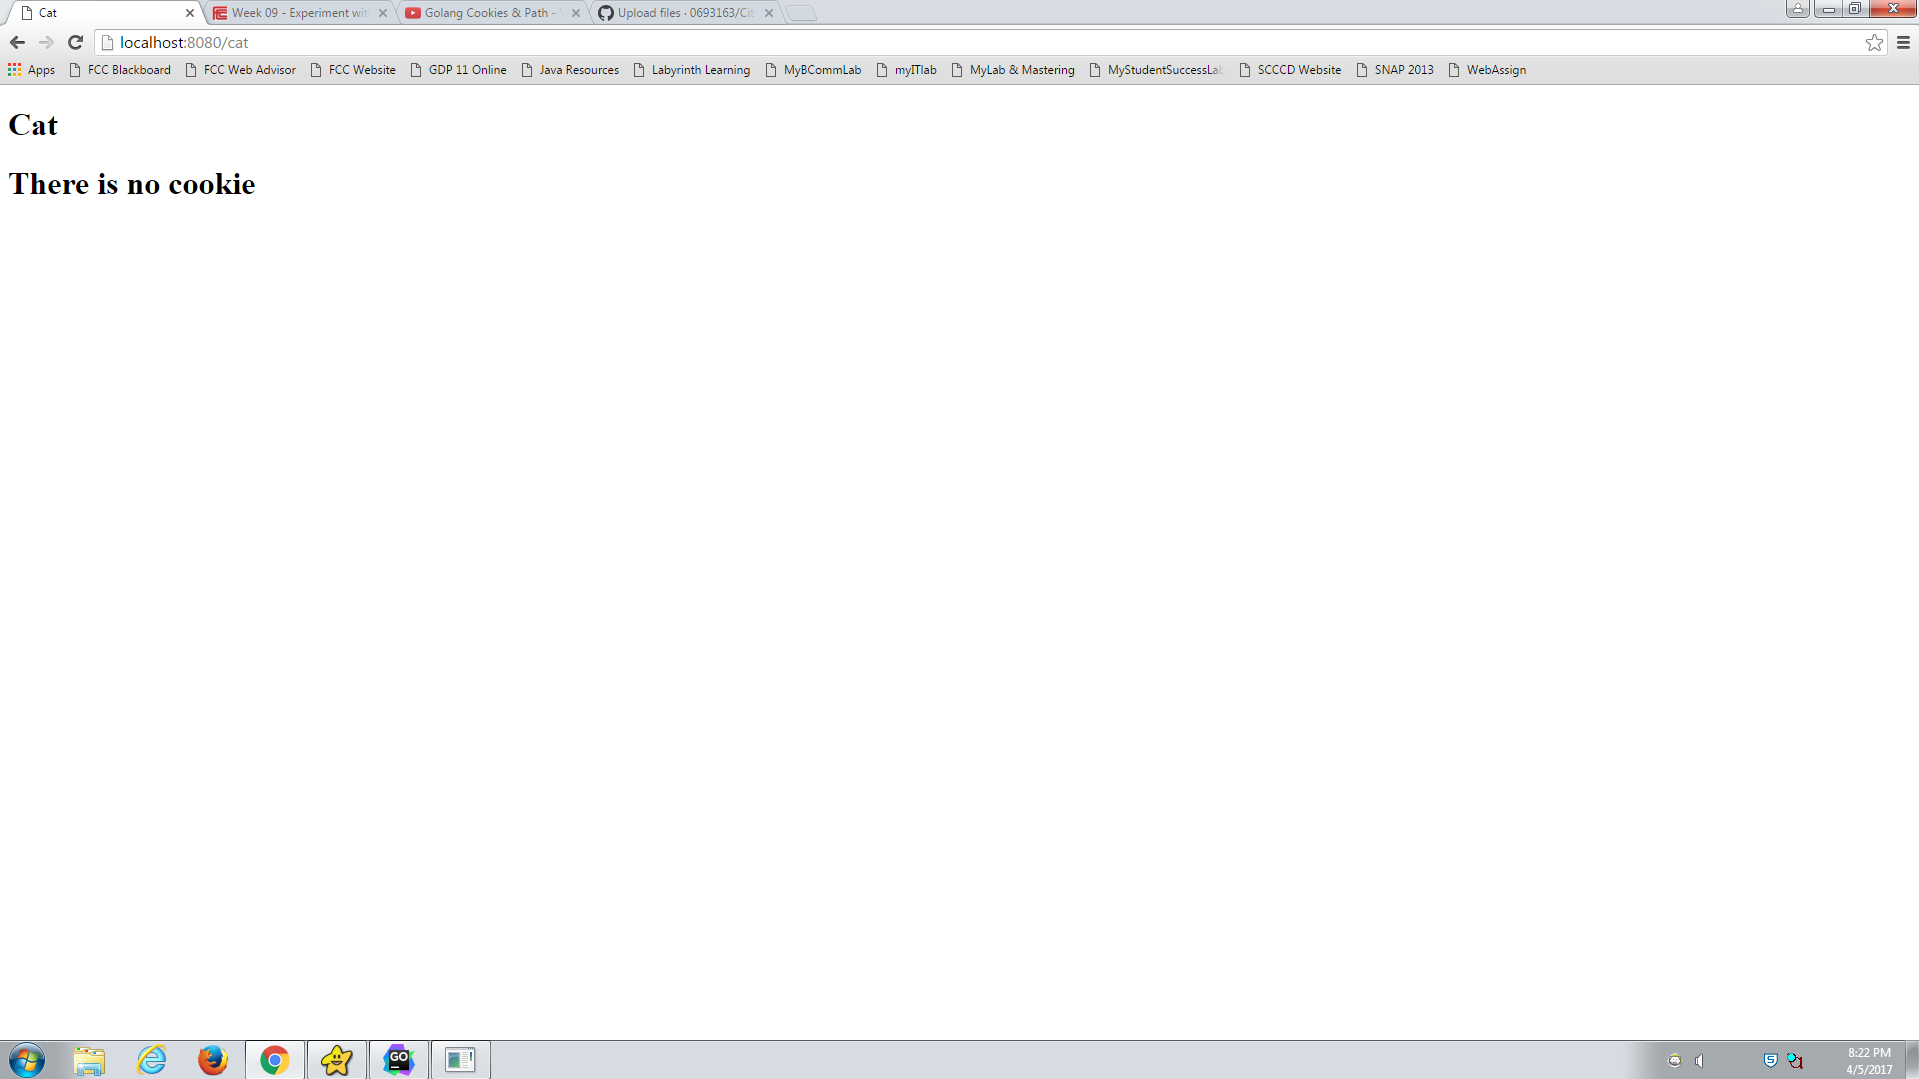 Cat
Week 09 - Experiment wit
Golang Cookies & Path -
Upload files · 0693163/Cit
localhost:8080/cat
Apps FCC Blackboard FCC Web Advisor FCC Website GDP 11 Online Java Resources Labyrinth Learning MyBCommLab myITlab MyLab & Mastering MyStudentSuccessLab SCCCD Website SNAP 2013 WebAssign
Cat
There is no cookie
GO
8:22 PM
4/5/2017